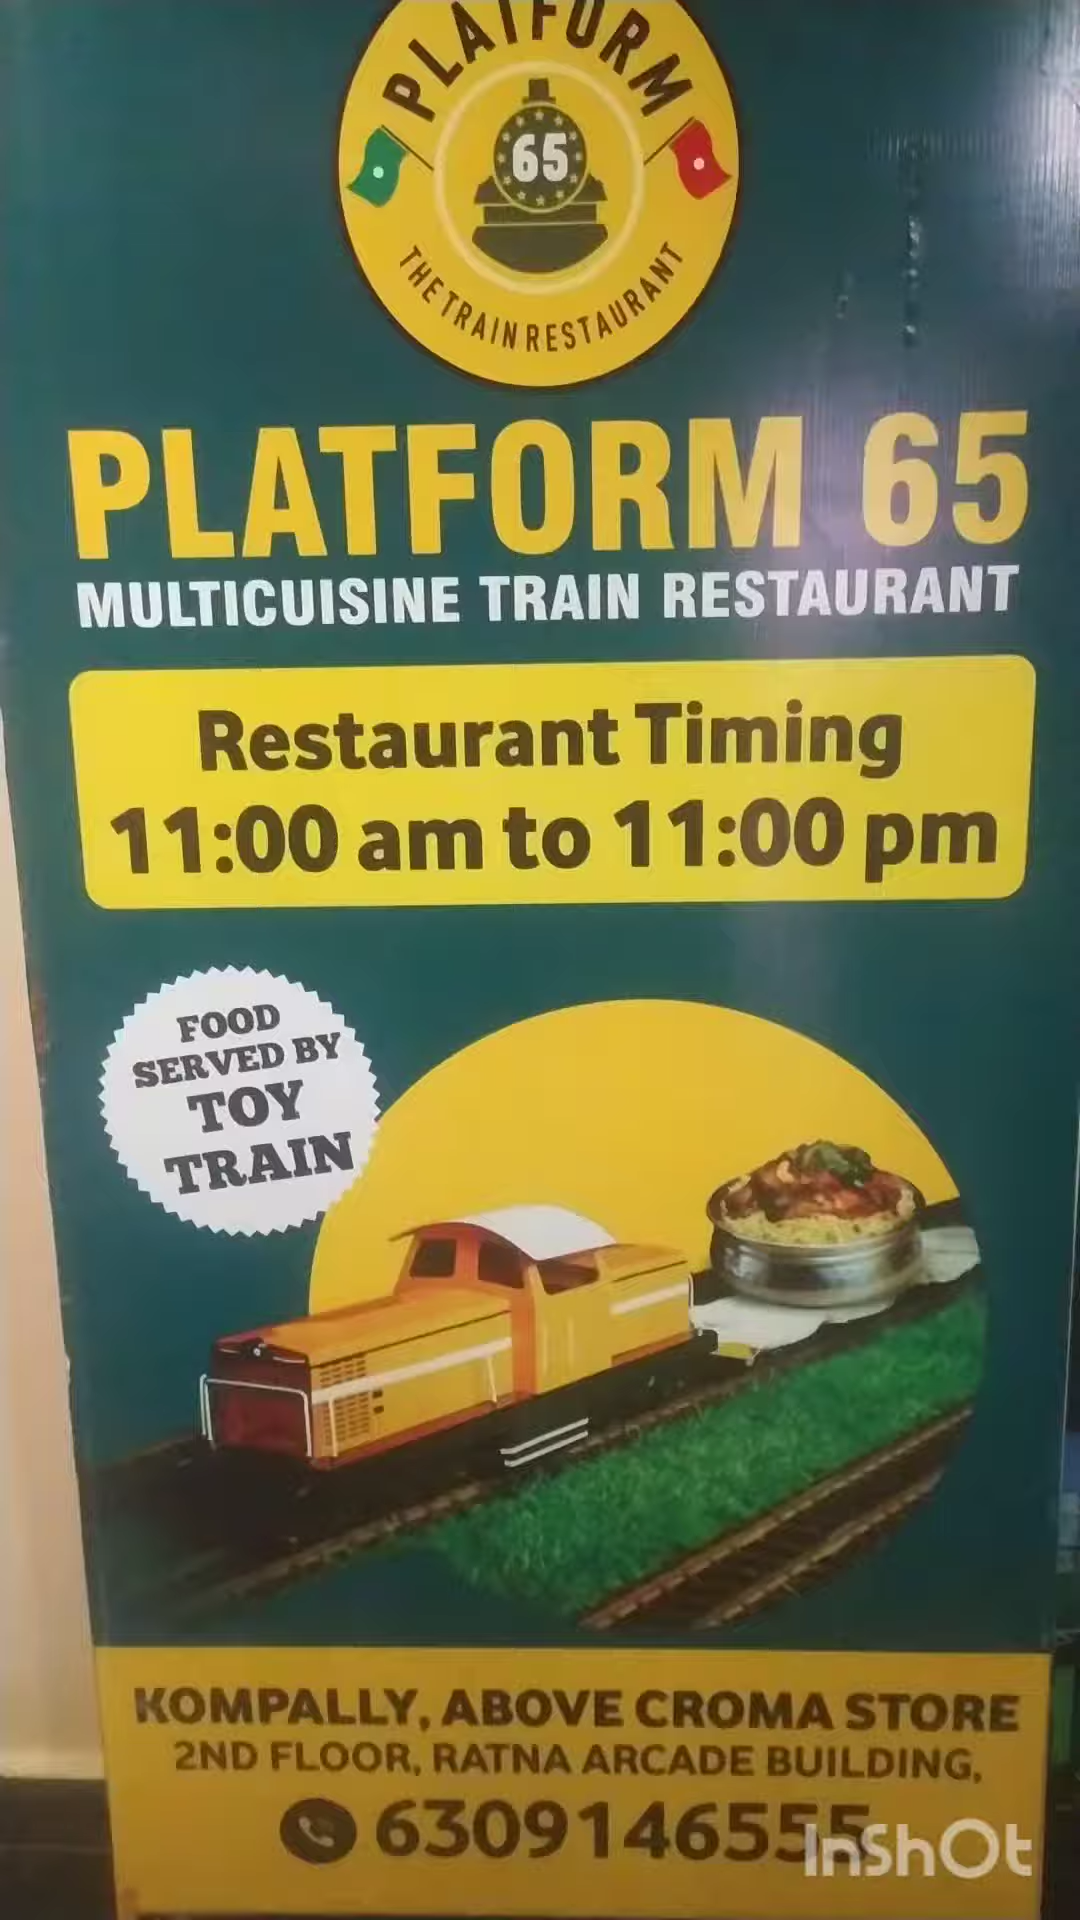 PLATFORM
65
THE TRAIN RESTAURANT
PLATFORM 65
MULTICUISINE TRAIN RESTAURANT
Restaurant Timing
11:00 am to 11:00 pm
FOOD
SERVED BY
TOY
TRAIN
KOMPALLY, ABOVE CROMA STORE
2ND FLOOR, RATNA ARCADE BUILDING,
6309146555
InShOt